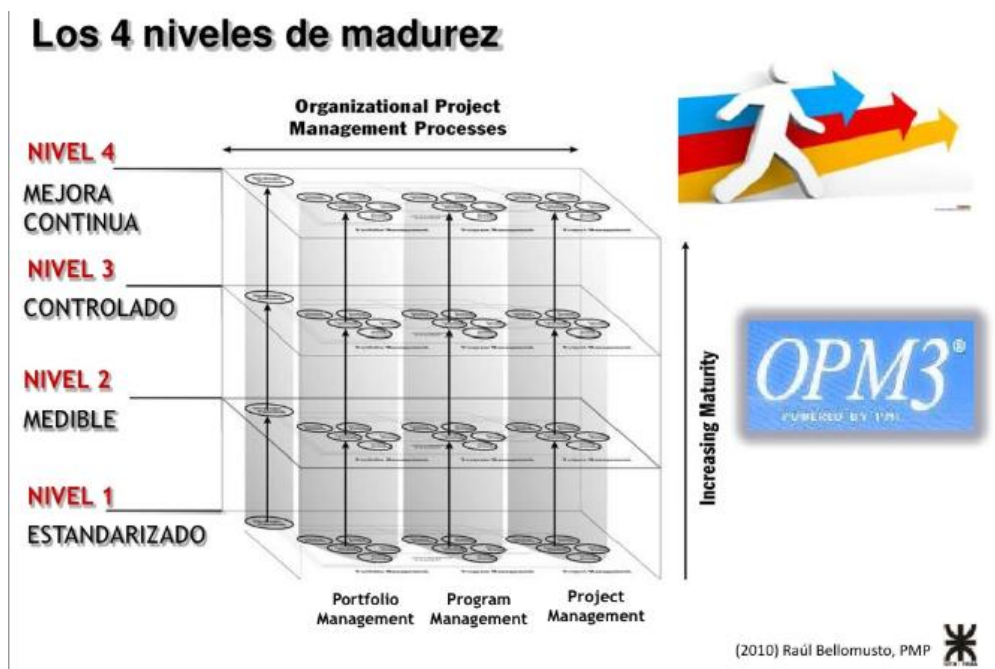 Los 4 niveles de madurez
Organizational Project
Management Processes
NIVEL 4
MEJORA
CONTINUA
NIVEL 3
CONTROLADO
NIVEL 2
MEDIBLE
NIVEL 1
ESTANDARIZADO
Increasing Maturity
OPM3®
POWERED BY PMI
Portfolio
Management
Program
Management
Project
Management
(2010) Raúl Bellomusto, PMP